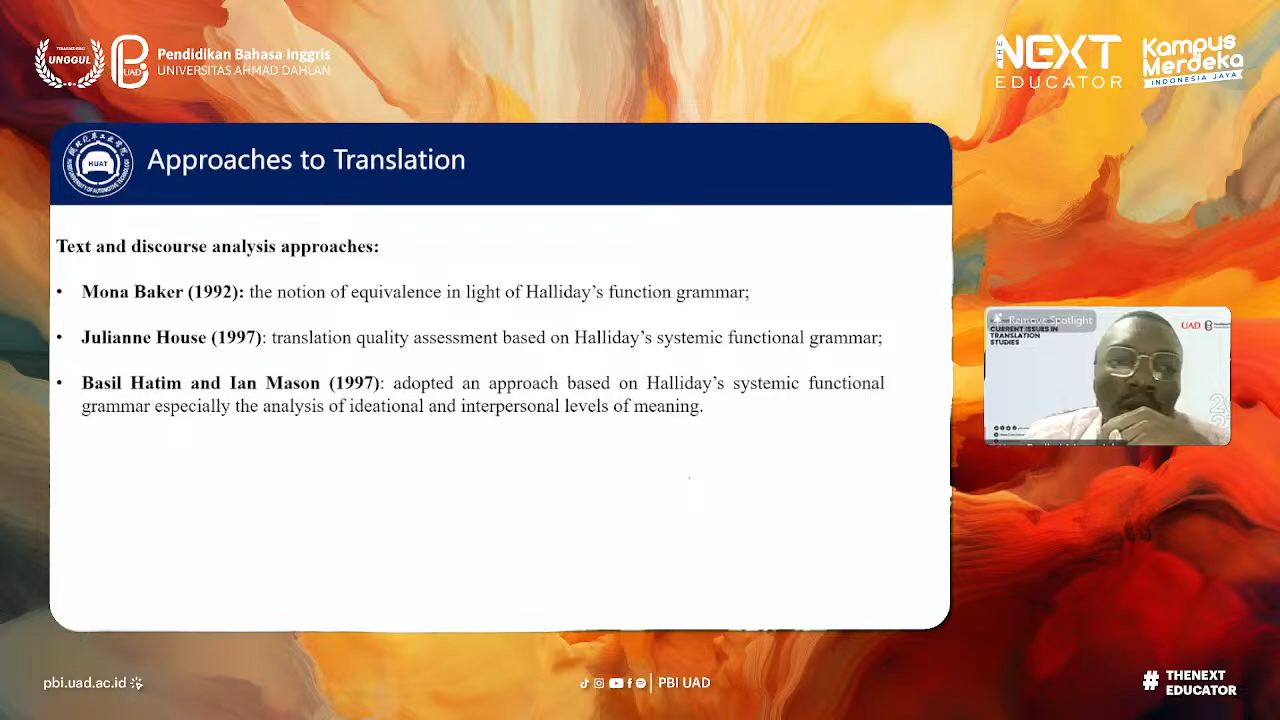 TERAKREDITASI
UNGGUL
UAD
Pendidikan Bahasa Inggris
UNIVERSITAS AHMAD DAHLAN
THE NEXT
EDUCATOR
Kampus
Merdeka
INDONESIA JAYA
HUAT
Approaches to Translation
Text and discourse analysis approaches:
• Mona Baker (1992): the notion of equivalence in light of Halliday’s function grammar;
• Julianne House (1997): translation quality assessment based on Halliday’s systemic functional grammar;
• Basil Hatim and Ian Mason (1997): adopted an approach based on Halliday’s systemic functional
grammar especially the analysis of ideational and interpersonal levels of meaning.
Remove Spotlight
CURRENT ISSUES IN
TRANSLATION
STUDIES
UAD
pbi.uad.ac.id
PBI UAD
# THENEXT
EDUCATOR